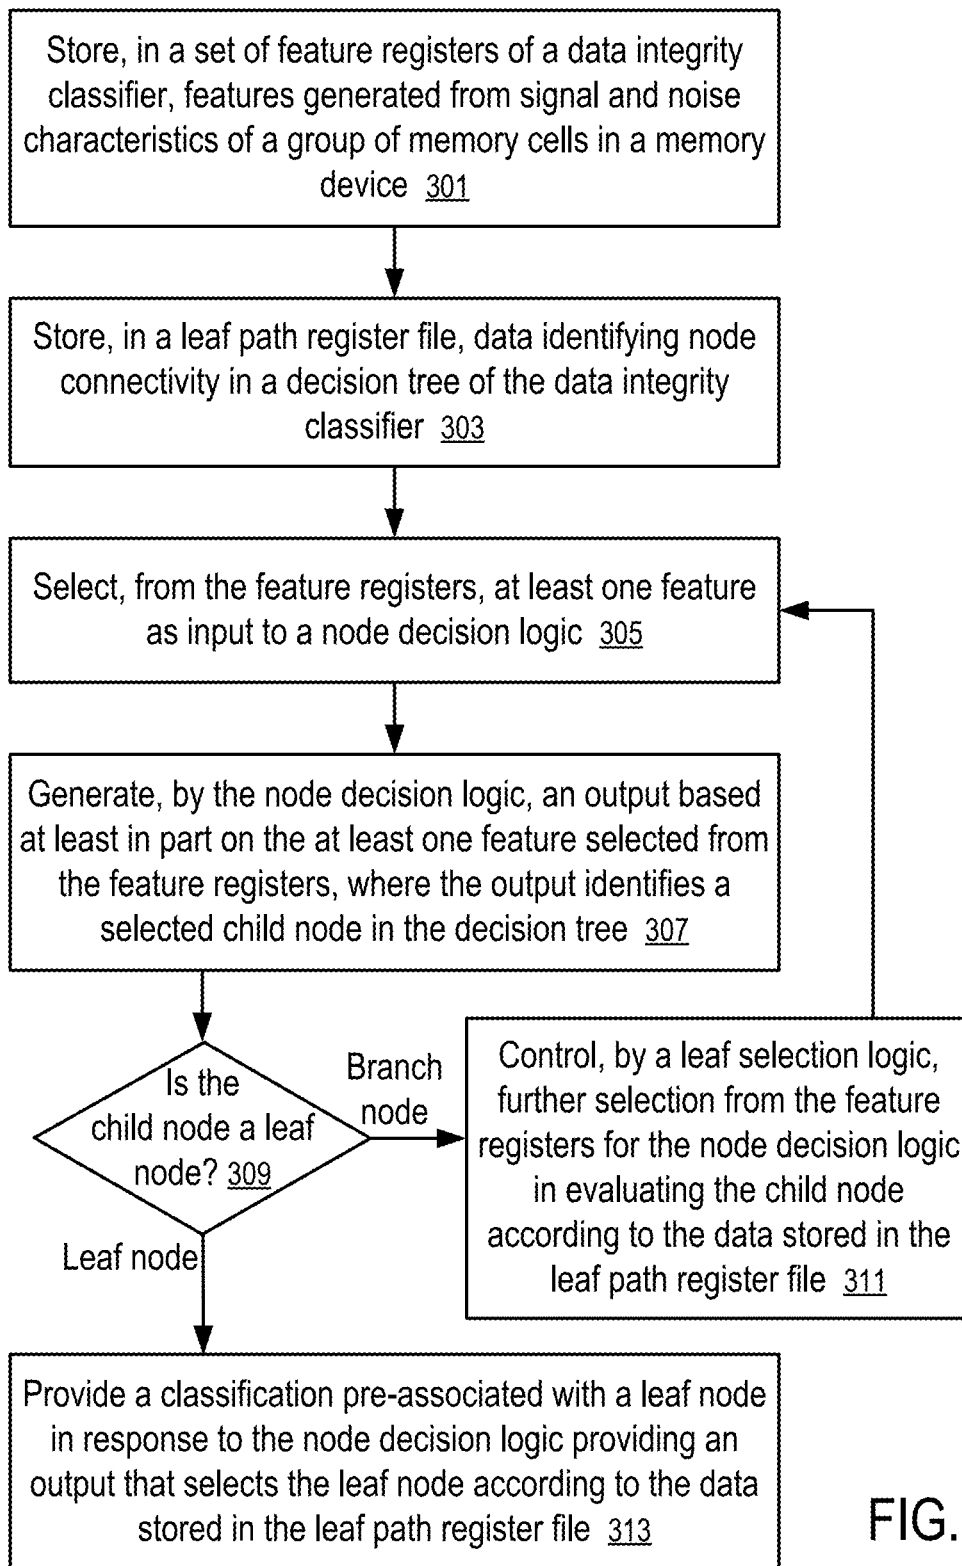 Store, in a set of feature registers of a data integrity
classifier, features generated from signal and noise
characteristics of a group of memory cells in a memory
device 301
Store, in a leaf path register file, data identifying node
connectivity in a decision tree of the data integrity
classifier 303
Select, from the feature registers, at least one feature
as input to a node decision logic 305
Generate, by the node decision logic, an output based
at least in part on the at least one feature selected from
the feature registers, where the output identifies a
selected child node in the decision tree 307
Is the
child node a leaf
node? 309
Branch
node
Control, by a leaf selection logic,
further selection from the feature
registers for the node decision logic
in evaluating the child node
according to the data stored in the
leaf path register file 311
Leaf node
Provide a classification pre-associated with a leaf node
in response to the node decision logic providing an
output that selects the leaf node according to the data
stored in the leaf path register file 313
FIG.